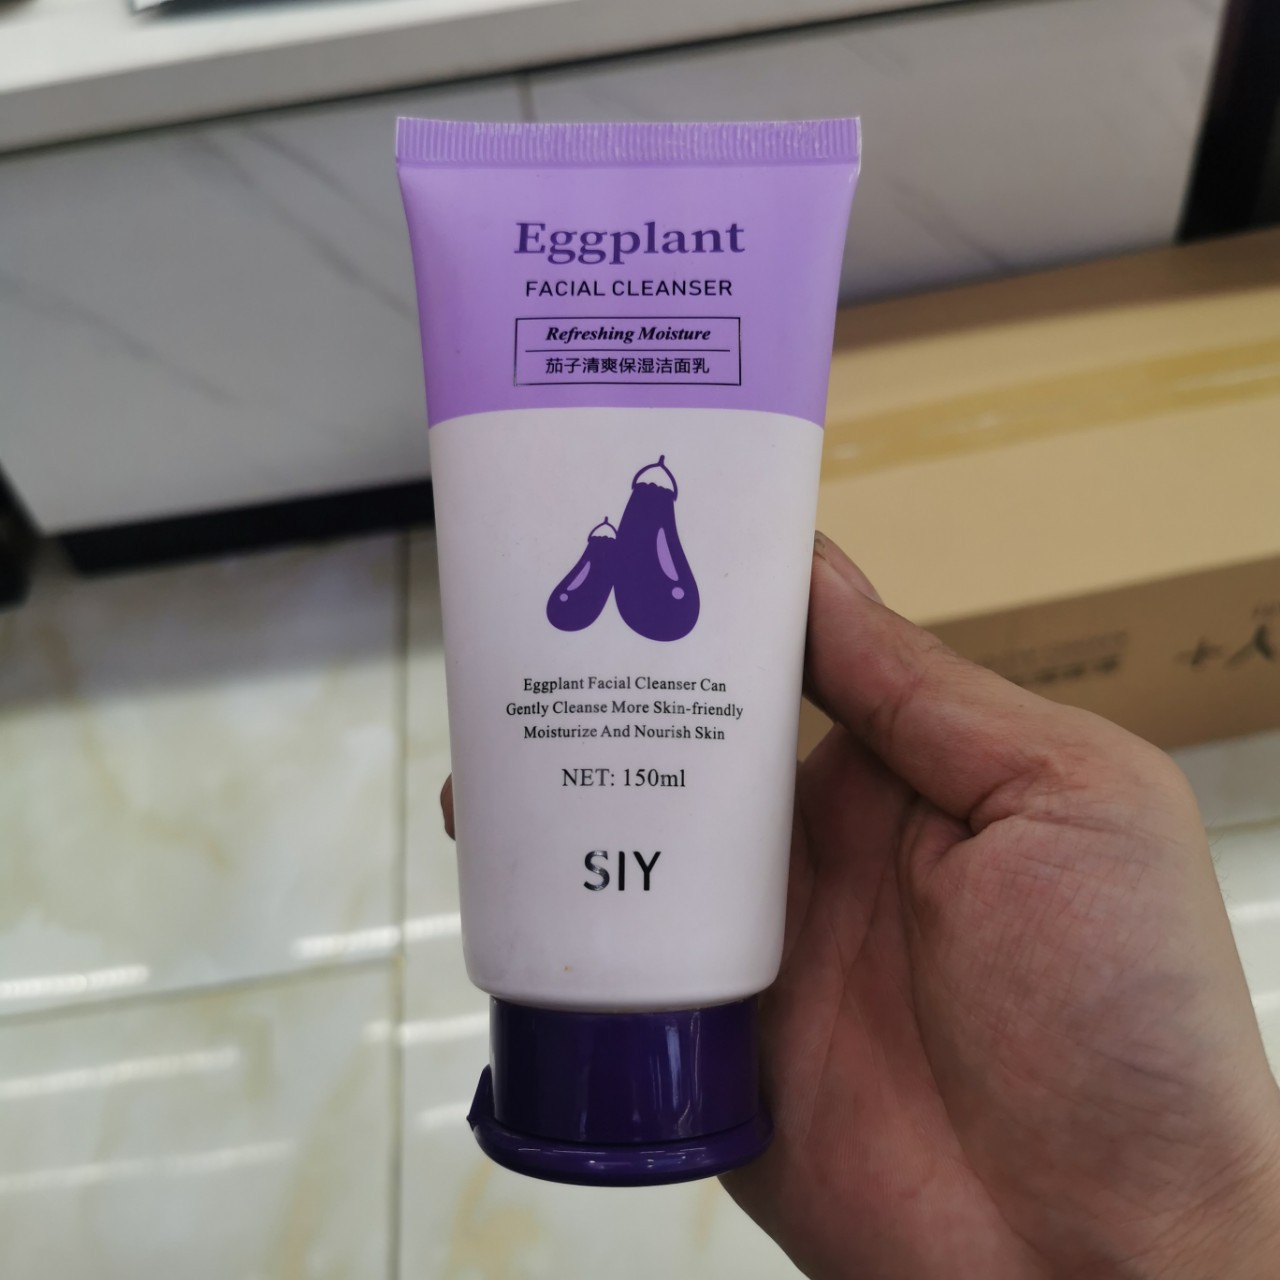 Eggplant
FACIAL CLEANSER
Refreshing Moisture
茄子清爽保湿洁面乳
Eggplant Facial Cleanser Can
Gently Cleanse More Skin-friendly
Moisturize And Nourish Skin
NET: 150ml
SIY